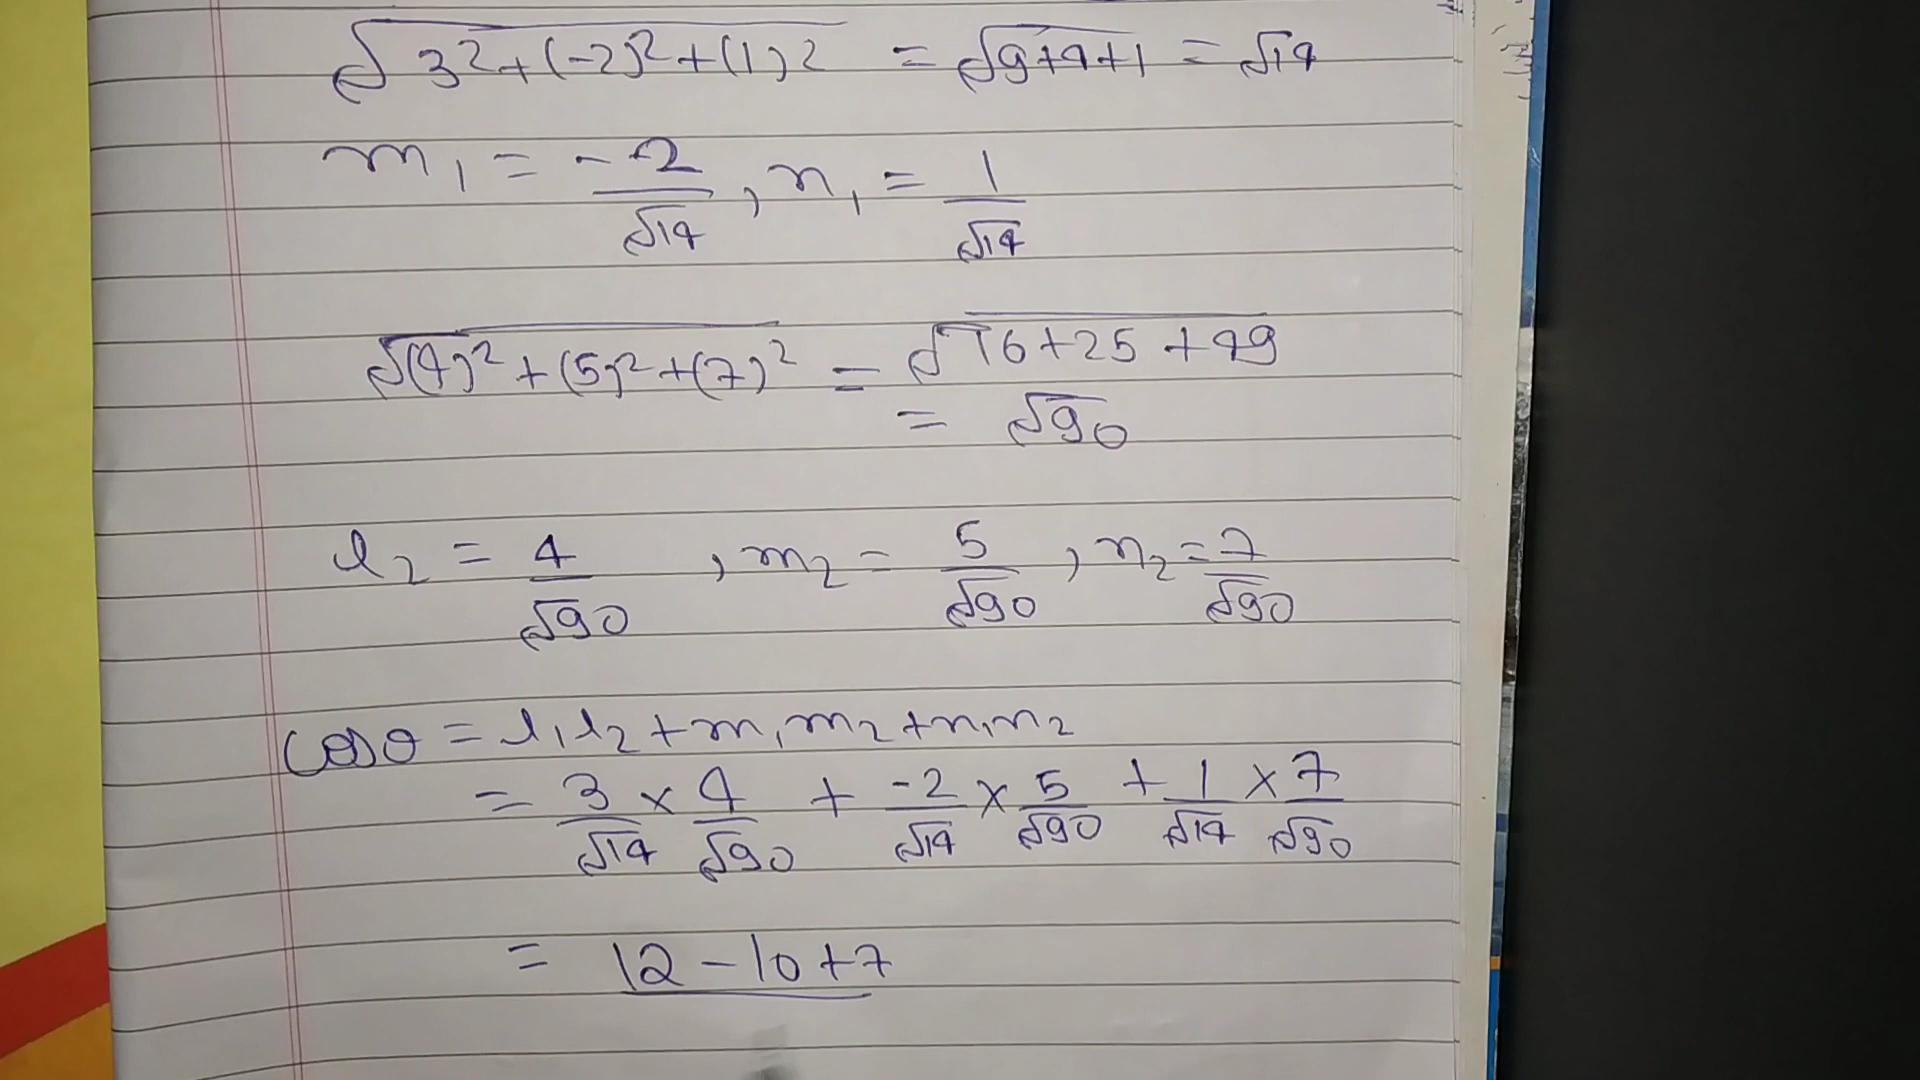 √3²+(-2)²+(1)² = √9+4+1 = √14
m₁ = -2/√14 , n₁ = 1/√14
√(4)²+(5)²+(7)² = √16+25+49
= √90
l₂ = 4/√90 , m₂ = 5/√90 , n₂ = 7/√90
cosθ = l₁l₂+m₁m₂+n₁n₂
= 3/√14 × 4/√90 + -2/√14 × 5/√90 + 1/√14 × 7/√90
= 12-10+7